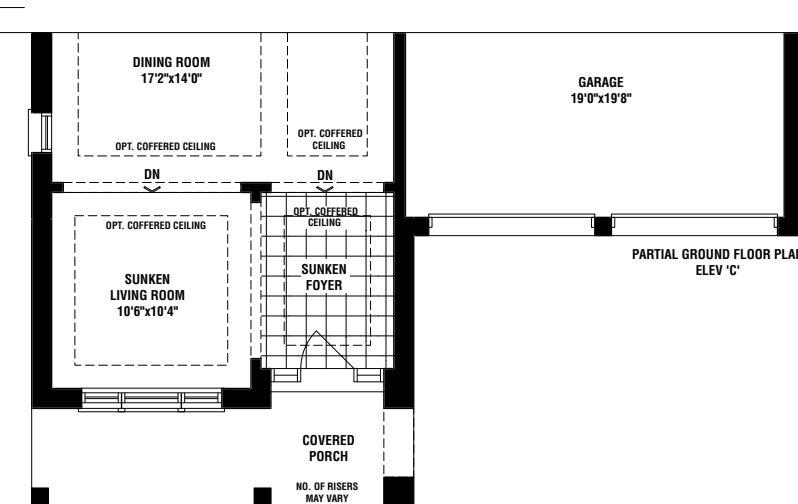 DINING ROOM
17'2"x14'0"
OPT. COFFERED CEILING
OPT. COFFERED
CEILING
GARAGE
19'0"x19'8"
DN
DN
OPT. COFFERED CEILING
OPT. COFFERED
CEILING
SUNKEN
LIVING ROOM
10'6"x10'4"
SUNKEN
FOYER
PARTIAL GROUND FLOOR PLA
ELEV 'C'
COVERED
PORCH
NO. OF RISERS
MAY VARY